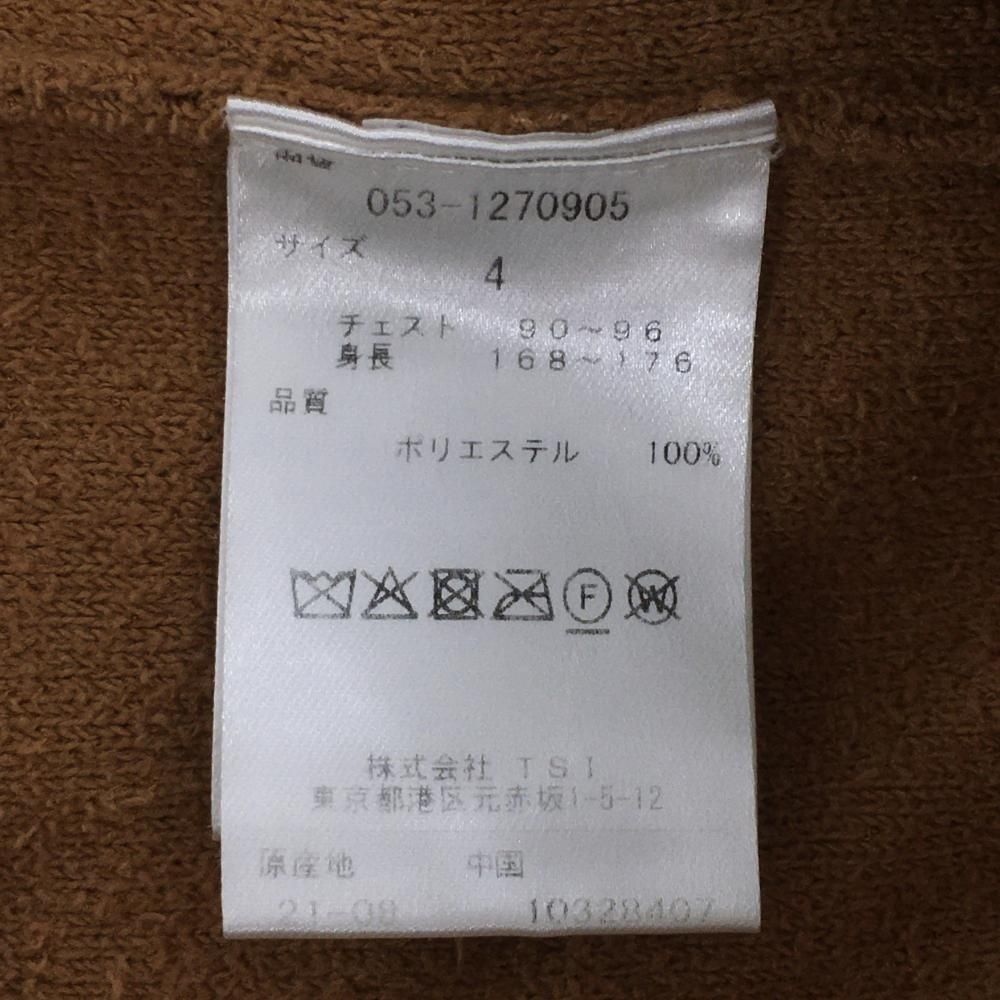 053-1270905
サイズ
4
チェスト 90~96
身長 168~176
品質
ポリエステル 100%
F W
株式会社 TSI
東京都港区元赤坂1-5-12
原産地 中国
21-08 10328407